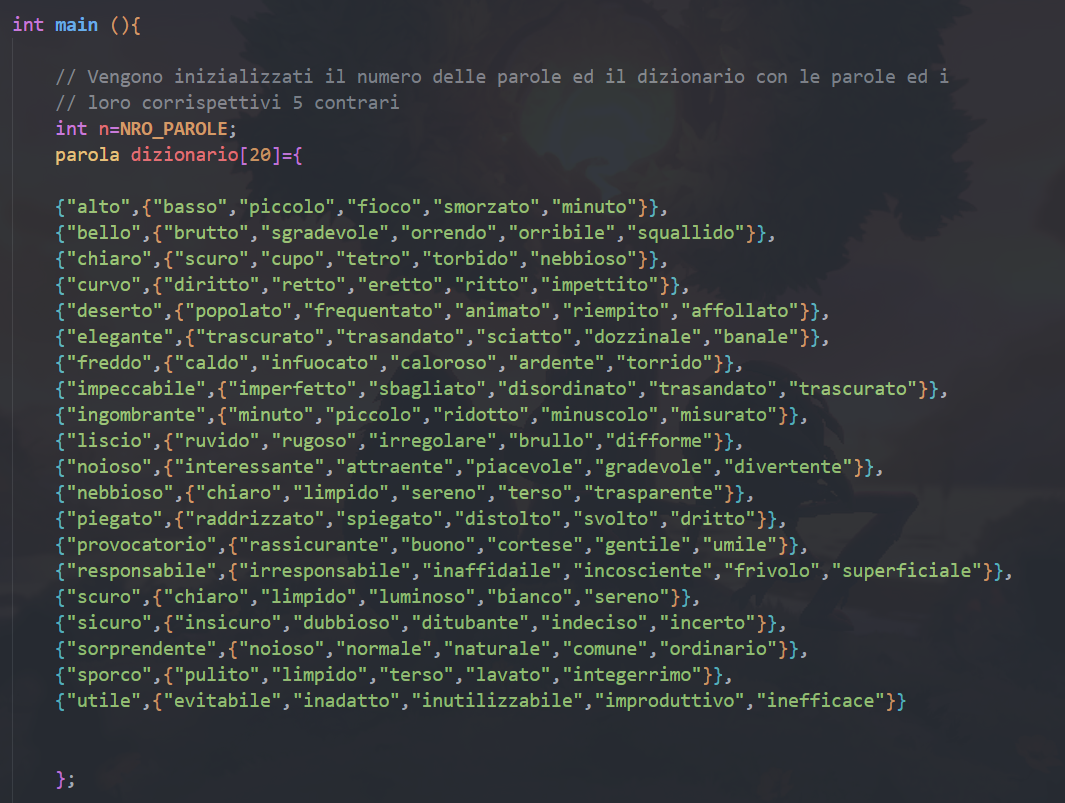 int main (){
// Vengono inizializzati il numero delle parole ed il dizionario con le parole ed i
// loro corrispettivi 5 contrari
int n=NRO_PAROLE;
parola dizionario[20]={
{"alto",{"basso","piccolo","fioco","smorzato","minuto"}},
{"bello",{"brutto","sgradevole","orrendo","orribile","squallido"}},
{"chiaro",{"scuro","cupo","tetro","torbido","nebbioso"}},
{"curvo",{"diritto","retto","eretto","ritto","impettito"}},
{"deserto",{"popolato","frequentato","animato","riempito","affollato"}},
{"elegante",{"trascurato","trasandato","sciatto","dozzinale","banale"}},
{"freddo",{"caldo","infuocato","caloroso","ardente","torrido"}},
{"impeccabile",{"imperfetto","sbagliato","disordinato","trasandato","trascurato"}},
{"ingombrante",{"minuto","piccolo","ridotto","minuscolo","misurato"}},
{"liscio",{"ruvido","rugoso","irregolare","brullo","difforme"}},
{"noioso",{"interessante","attraente","piacevole","gradevole","divertente"}},
{"nebbioso",{"chiaro","limpido","sereno","terso","trasparente"}},
{"piegato",{"raddrizzato","spiegato","distolto","svolto","dritto"}},
{"provocatorio",{"rassicurante","buono","cortese","gentile","umile"}},
{"responsabile",{"irresponsabile","inaffidaile","incosciente","frivolo","superficiale"}},
{"scuro",{"chiaro","limpido","luminoso","bianco","sereno"}},
{"sicuro",{"insicuro","dubbioso","ditubante","indeciso","incerto"}},
{"sorprendente",{"noioso","normale","naturale","comune","ordinario"}},
{"sporco",{"pulito","limpido","terso","lavato","integerrimo"}},
{"utile",{"evitabile","inadatto","inutilizzabile","improduttivo","inefficace"}}
};